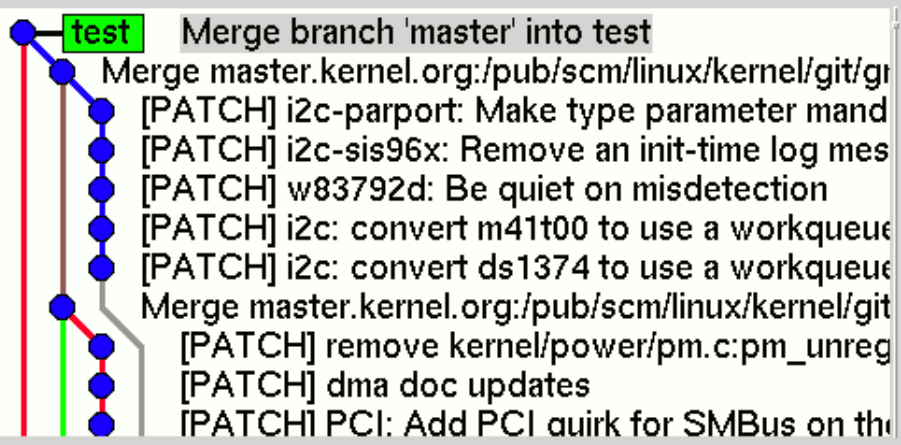 test Merge branch 'master' into test
Merge master.kernel.org:/pub/scm/linux/kernel/git/gr
[PATCH] i2c-parport: Make type parameter mand
[PATCH] i2c-sis96x: Remove an init-time log mes
[PATCH] w83792d: Be quiet on misdetection
[PATCH] i2c: convert m41t00 to use a workqueue
[PATCH] i2c: convert ds1374 to use a workqueue
Merge master.kernel.org:/pub/scm/linux/kernel/git
[PATCH] remove kernel/power/pm.c:pm_unreg
[PATCH] dma doc updates
[PATCH] PCI: Add PCI quirk for SMBus on the